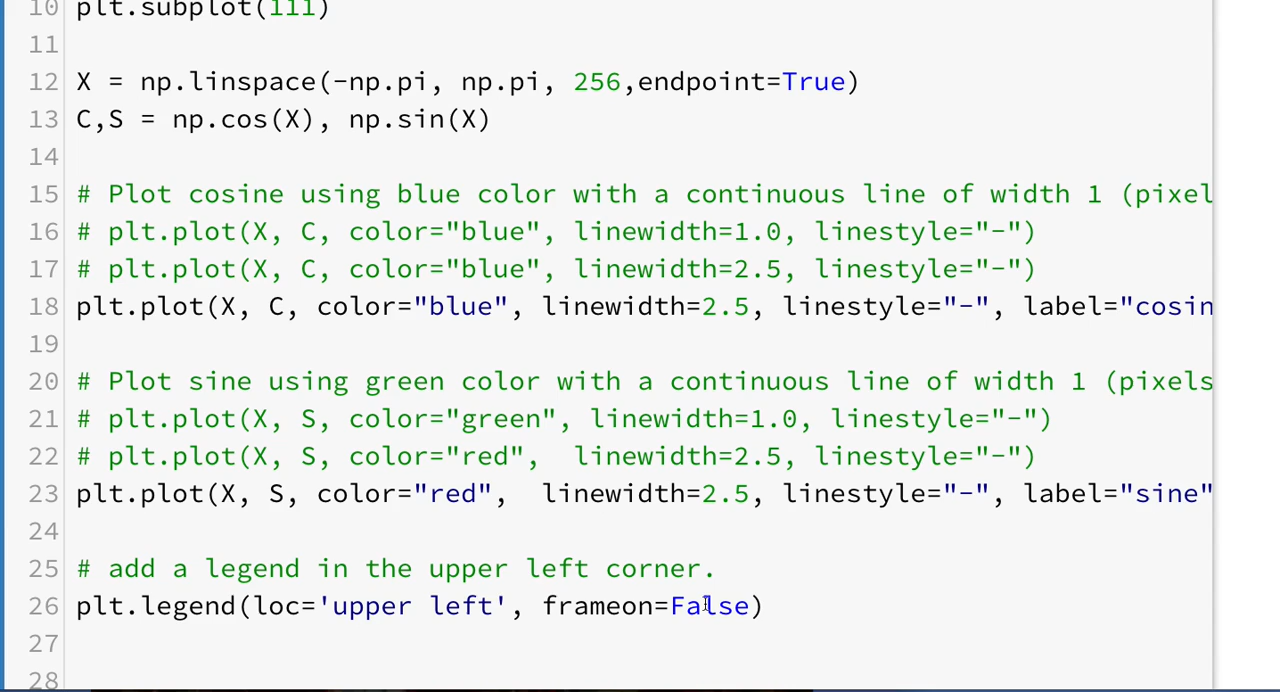 10 plt.subplot(111)
11
12 X = np.linspace(-np.pi, np.pi, 256,endpoint=True)
13 C,S = np.cos(X), np.sin(X)
14
15 # Plot cosine using blue color with a continuous line of width 1 (pixel
16 # plt.plot(X, C, color="blue", linewidth=1.0, linestyle="-")
17 # plt.plot(X, C, color="blue", linewidth=2.5, linestyle="-")
18 plt.plot(X, C, color="blue", linewidth=2.5, linestyle="-", label="cosin
19
20 # Plot sine using green color with a continuous line of width 1 (pixels
21 # plt.plot(X, S, color="green", linewidth=1.0, linestyle="-")
22 # plt.plot(X, S, color="red",  linewidth=2.5, linestyle="-")
23 plt.plot(X, S, color="red",  linewidth=2.5, linestyle="-", label="sine"
24
25 # add a legend in the upper left corner.
26 plt.legend(loc='upper left', frameon=False)
27
28